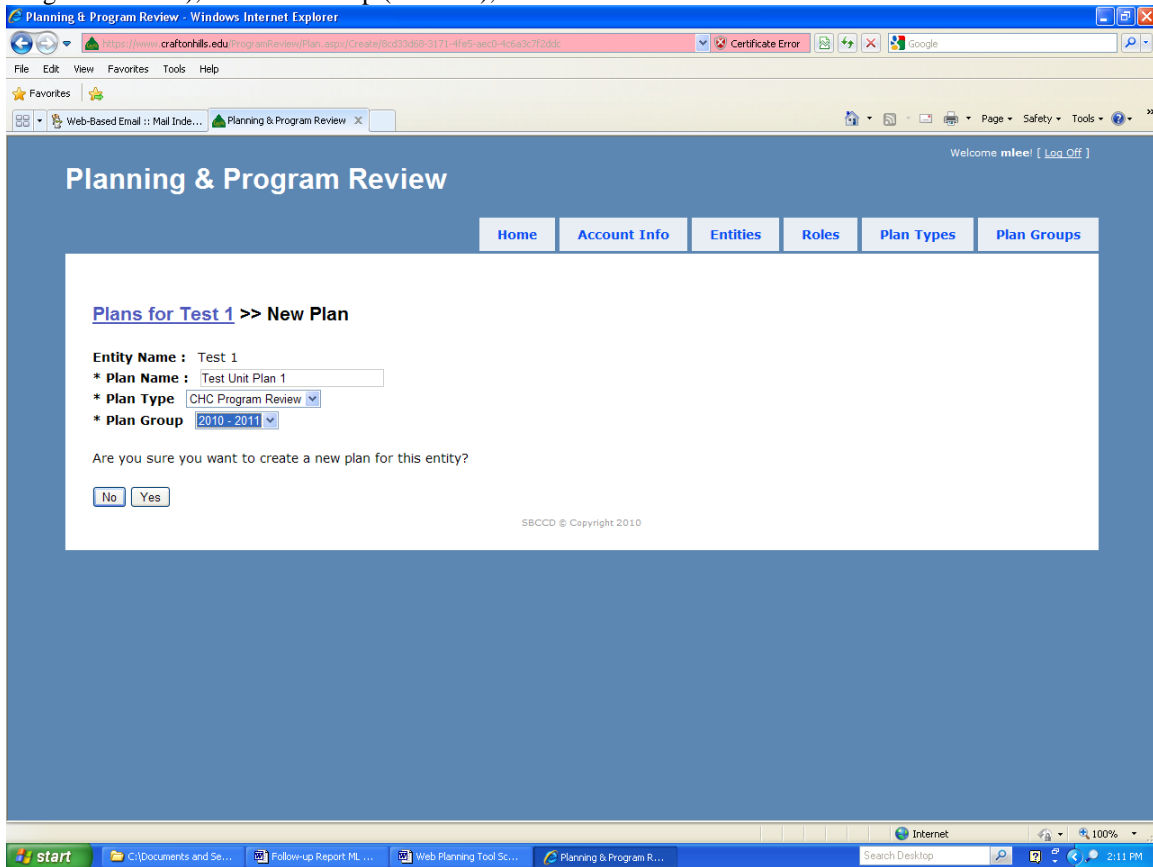 Planning & Program Review - Windows Internet Explorer
https://www.craftonhills.edu/ProgramReview/Plan.aspx/Create/8cd33d68-3171-4fe5-aec0-4c6a3c7f2ddc Certificate Error Google
File Edit View Favorites Tools Help
Favorites
Web-Based Email :: Mail Inde... Planning & Program Review X Page Safety Tools
Welcome mlee! [ Log Off ]
Planning & Program Review
Home Account Info Entities Roles Plan Types Plan Groups
Plans for Test 1 >> New Plan
Entity Name : Test 1
* Plan Name : Test Unit Plan 1
* Plan Type CHC Program Review
* Plan Group 2010 - 2011
Are you sure you want to create a new plan for this entity?
No Yes
SBCCD © Copyright 2010
Internet 100%
start C:\Documents and Se... Follow-up Report ML ... Web Planning Tool Sc... Planning & Program R... Search Desktop 2:11 PM